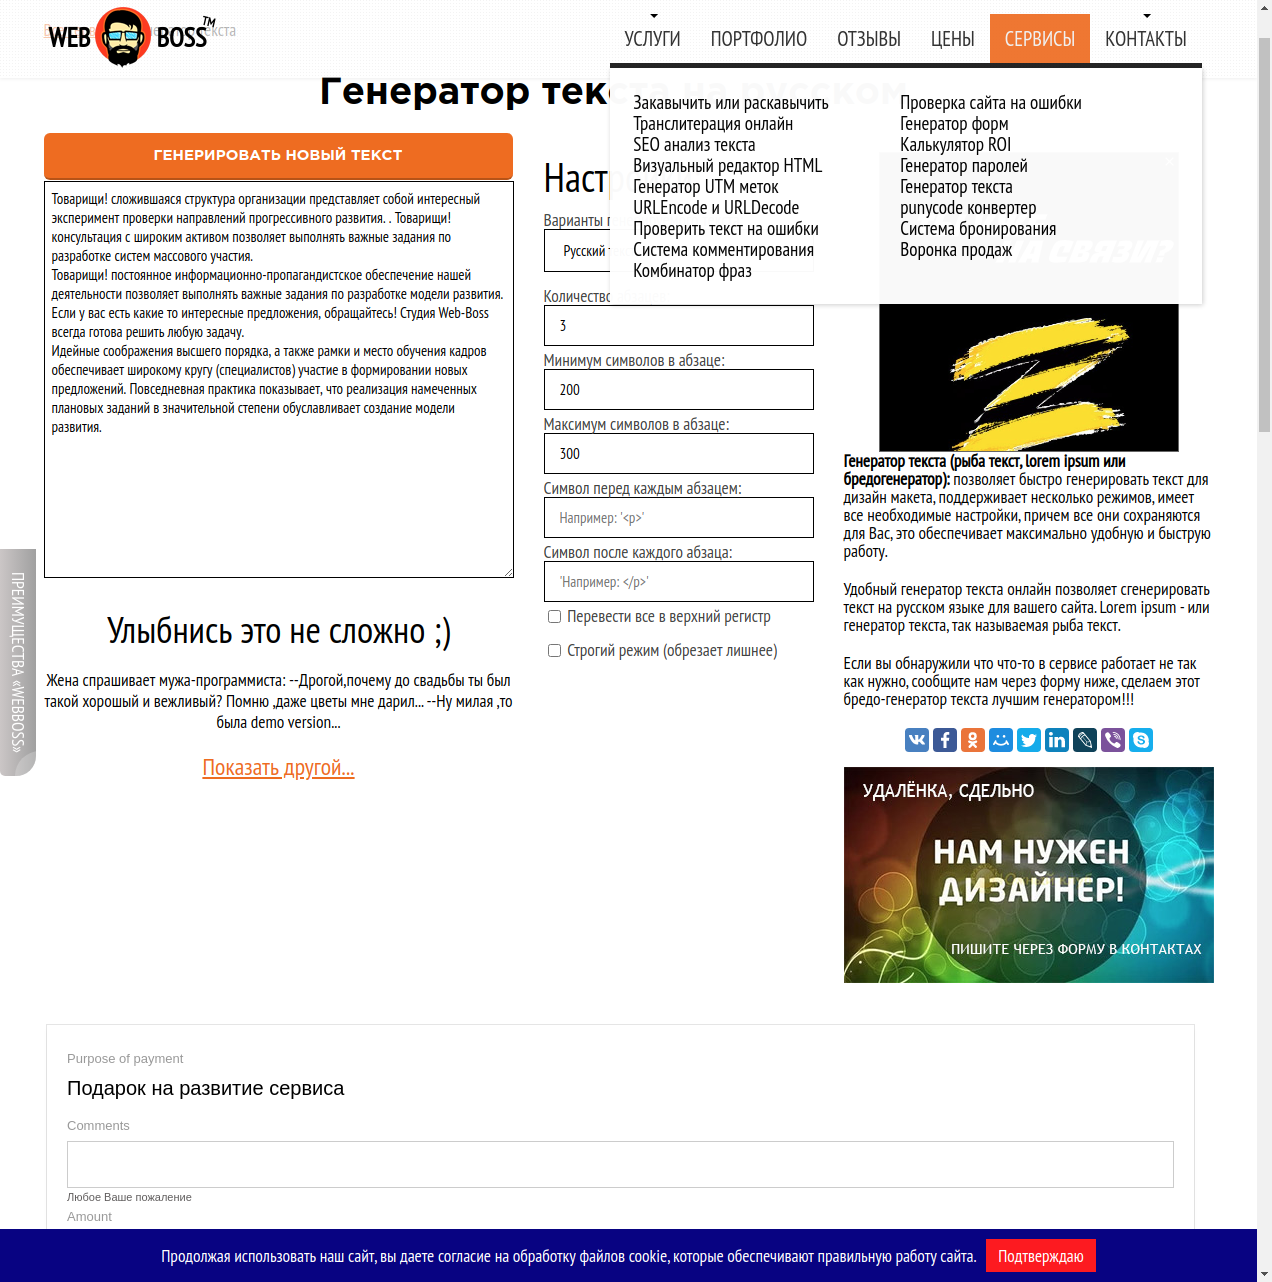 WEB BOSS TM
УСЛУГИ ПОРТФОЛИО ОТЗЫВЫ ЦЕНЫ СЕРВИСЫ КОНТАКТЫ
Генератор текста на русском
Закавычить или раскавычить
Транслитерация онлайн
SEO анализ текста
Визуальный редактор HTML
Генератор UTM меток
URLEncode и URLDecode
Проверить текст на ошибки
Система комментирования
Комбинатор фраз
Проверка сайта на ошибки
Генератор форм
Калькулятор ROI
Генератор паролей
Генератор текста
punycode конвертер
Система бронирования
Воронка продаж
ГЕНЕРИРОВАТЬ НОВЫЙ ТЕКСТ
Товарищи! сложившаяся структура организации представляет собой интересный
эксперимент проверки направлений прогрессивного развития. . Товарищи!
консультация с широким активом позволяет выполнять важные задания по
разработке систем массового участия.
Товарищи! постоянное информационно-пропагандистское обеспечение нашей
деятельности позволяет выполнять важные задания по разработке модели развития.
Если у вас есть какие то интересные предложения, обращайтесь! Студия Web-Boss
всегда готова решить любую задачу.
Идейные соображения высшего порядка, а также рамки и место обучения кадров
обеспечивает широкому кругу (специалистов) участие в формировании новых
предложений. Повседневная практика показывает, что реализация намеченных
плановых заданий в значительной степени обуславливает создание модели
развития.
Улыбнись это не сложно ;)
Жена спрашивает мужа-программиста: --Дрогой,почему до свадьбы ты был
такой хороший и вежливый? Помню ,даже цветы мне дарил... --Ну милая ,то
была demo version...
Показать другой...
ПРЕИМУЩЕСТВА «WEBBOSS»
Наст
Варианты
Русский
Количество
3
Минимум символов в абзаце:
200
Максимум символов в абзаце:
300
Символ перед каждым абзацем:
Например: '<p>'
Символ после каждого абзаца:
'Например: </p>'
Перевести все в верхний регистр
Строгий режим (обрезает лишнее)
НА СВЯЗИ?
Генератор текста (рыба текст, lorem ipsum или
бредогенератор): позволяет быстро генерировать текст для
дизайн макета, поддерживает несколько режимов, имеет
все необходимые настройки, причем все они сохраняются
для Вас, это обеспечивает максимально удобную и быструю
работу.
Удобный генератор текста онлайн позволяет сгенерировать
текст на русском языке для вашего сайта. Lorem ipsum - или
генератор текста, так называемая рыба текст.
Если вы обнаружили что что-то в сервисе работает не так
как нужно, сообщите нам через форму ниже, сделаем этот
бредо-генератор текста лучшим генератором!!!
УДАЛЁНКА, СДЕЛЬНО
НАМ НУЖЕН
ДИЗАЙНЕР!
ПИШИТЕ ЧЕРЕЗ ФОРМУ В КОНТАКТАХ
Purpose of payment
Подарок на развитие сервиса
Comments
Любое Ваше пожалание
Amount
Продолжая использовать наш сайт, вы даете согласие на обработку файлов cookie, которые обеспечивают правильную работу сайта. Подтверждаю